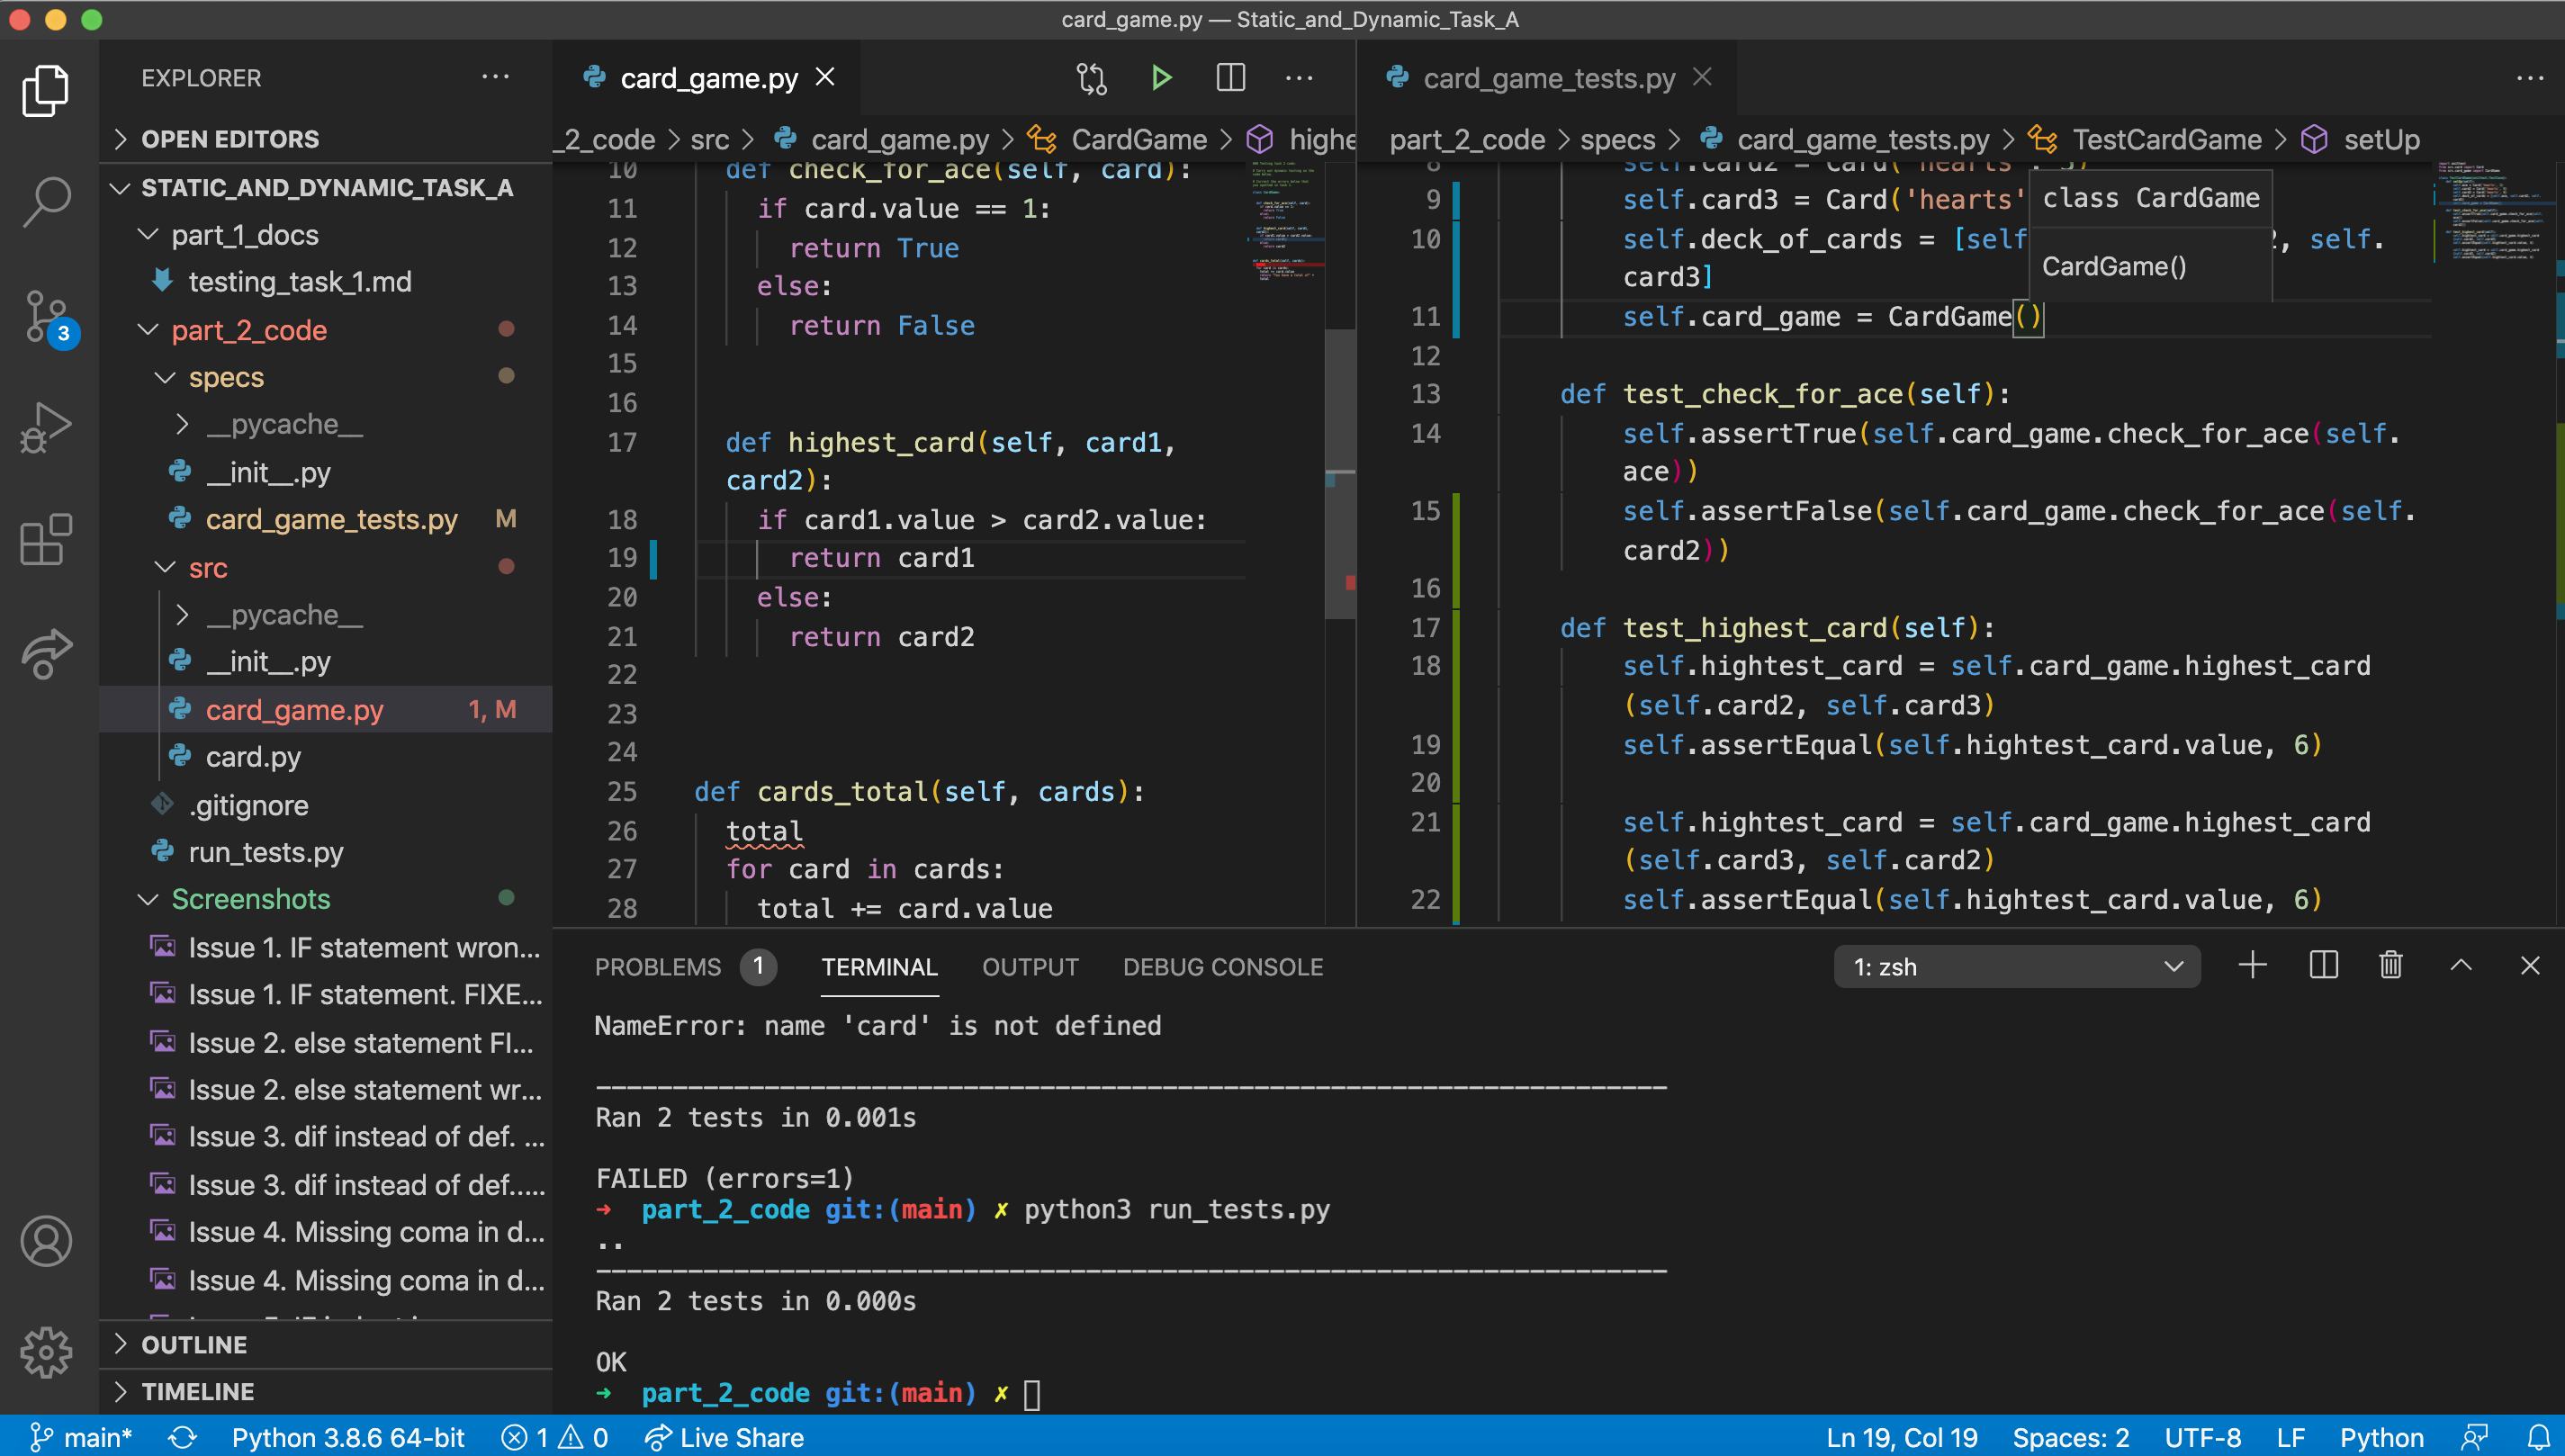 card_game.py — Static_and_Dynamic_Task_A
EXPLORER
OPEN EDITORS
STATIC_AND_DYNAMIC_TASK_A
part_1_docs
testing_task_1.md
part_2_code
specs
__pycache__
__init__.py
card_game_tests.py M
src
__pycache__
__init__.py
card_game.py 1, M
card.py
.gitignore
run_tests.py
Screenshots
Issue 1. IF statement wron...
Issue 1. IF statement. FIXE...
Issue 2. else statement FI...
Issue 2. else statement wr...
Issue 3. dif instead of def. ...
Issue 3. dif instead of def.....
Issue 4. Missing coma in d...
Issue 4. Missing coma in d...
OUTLINE
TIMELINE
3
card_game.py
_2_code > src > card_game.py > CardGame > highe
10 def check_for_ace(self, card):
11 if card.value == 1:
12 return True
13 else:
14 return False
15
16
17 def highest_card(self, card1,
card2):
18 if card1.value > card2.value:
19 return card1
20 else:
21 return card2
22
23
24
25 def cards_total(self, cards):
26 total
27 for card in cards:
28 total += card.value
card_game_tests.py
part_2_code > specs > card_game_tests.py > TestCardGame > setUp
8 self.card2 = Card('hearts', 5)
9 self.card3 = Card('hearts'
10 self.deck_of_cards = [self 2, self.
card3]
11 self.card_game = CardGame()
class CardGame
CardGame()
12
13 def test_check_for_ace(self):
14 self.assertTrue(self.card_game.check_for_ace(self.
ace))
15 self.assertFalse(self.card_game.check_for_ace(self.
card2))
16
17 def test_highest_card(self):
18 self.hightest_card = self.card_game.highest_card
(self.card2, self.card3)
19 self.assertEqual(self.hightest_card.value, 6)
20
21 self.hightest_card = self.card_game.highest_card
(self.card3, self.card2)
22 self.assertEqual(self.hightest_card.value, 6)
PROBLEMS 1 TERMINAL OUTPUT DEBUG CONSOLE 1: zsh
NameError: name 'card' is not defined
----------------------------------------------------------------------
Ran 2 tests in 0.001s
FAILED (errors=1)
➜ part_2_code git:(main) ✗ python3 run_tests.py
..
----------------------------------------------------------------------
Ran 2 tests in 0.000s
OK
➜ part_2_code git:(main) ✗
main* Python 3.8.6 64-bit 1 0 Live Share Ln 19, Col 19 Spaces: 2 UTF-8 LF Python